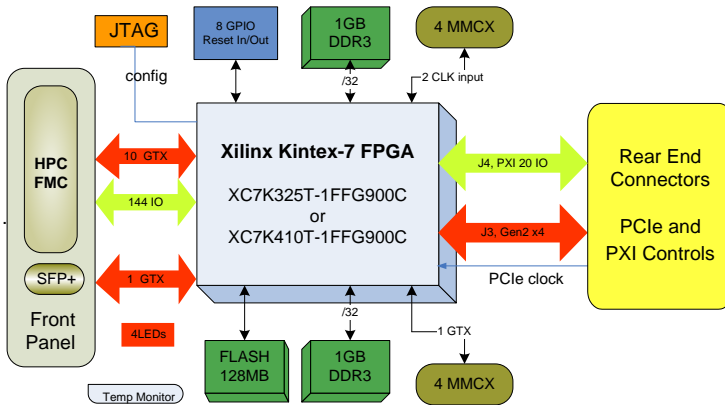 JTAG
8 GPIO
Reset In/Out
1GB
DDR3
4 MMCX
config
/32
2 CLK input
HPC
FMC
10 GTX
144 IO
SFP+
1 GTX
Front
Panel
4LEDs
Xilinx Kintex-7 FPGA
XC7K325T-1FFG900C
or
XC7K410T-1FFG900C
J4, PXI 20 IO
J3, Gen2 x4
PCIe clock
Rear End
Connectors
PCIe and
PXI Controls
/32
1 GTX
FLASH
128MB
1GB
DDR3
4 MMCX
Temp Monitor